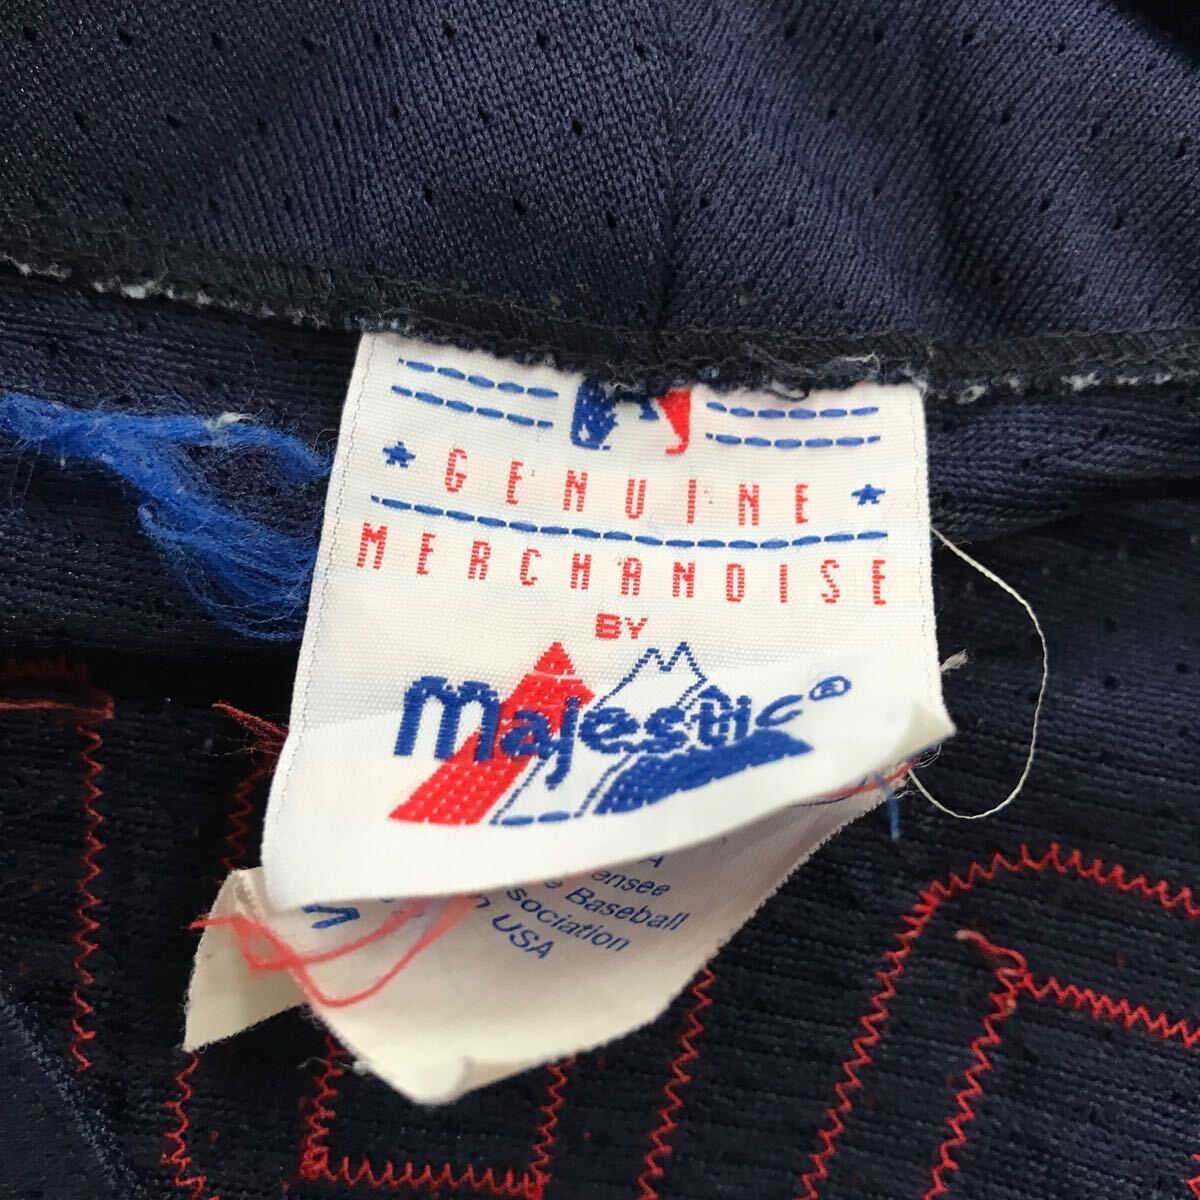 GENUINE
MERCHANDISE
BY
majestic®
Baseball
sociation
USA